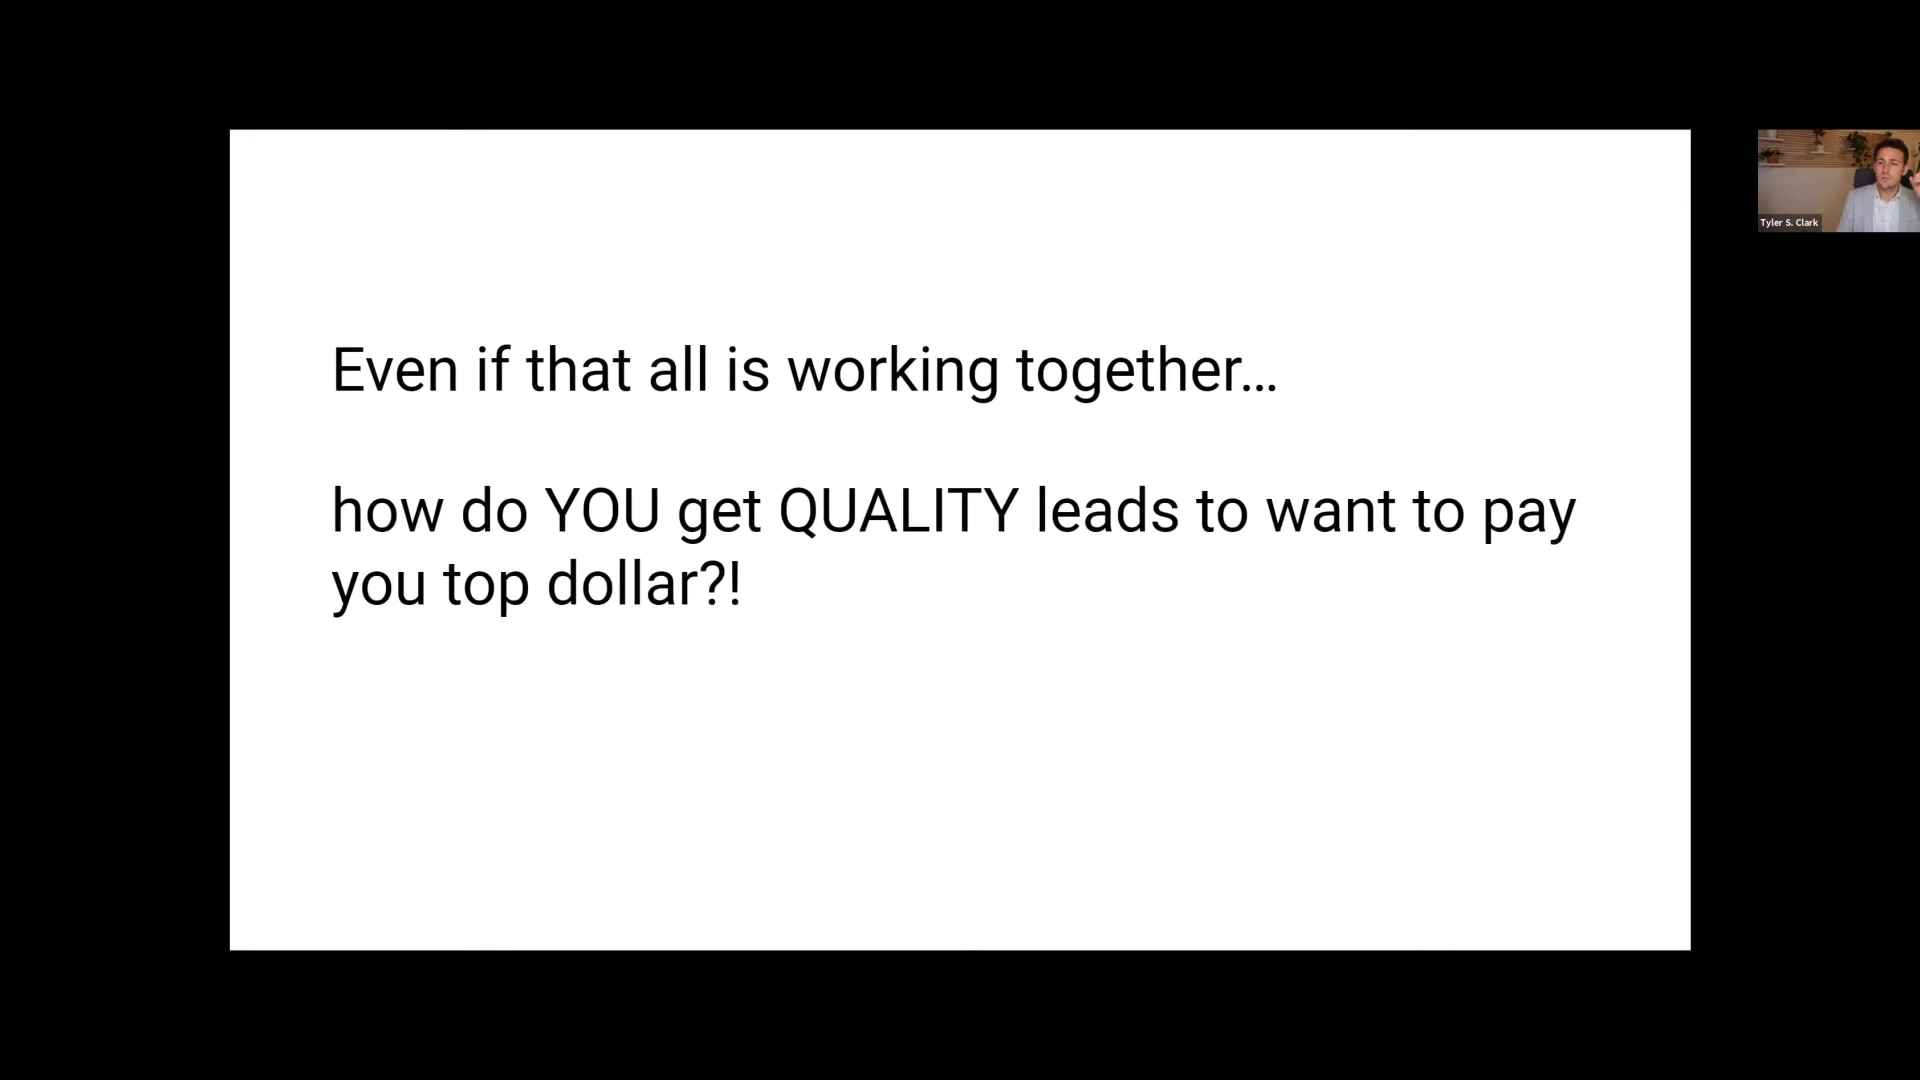 Even if that all is working together…
how do YOU get QUALITY leads to want to pay
you top dollar?!
Tyler S. Clark